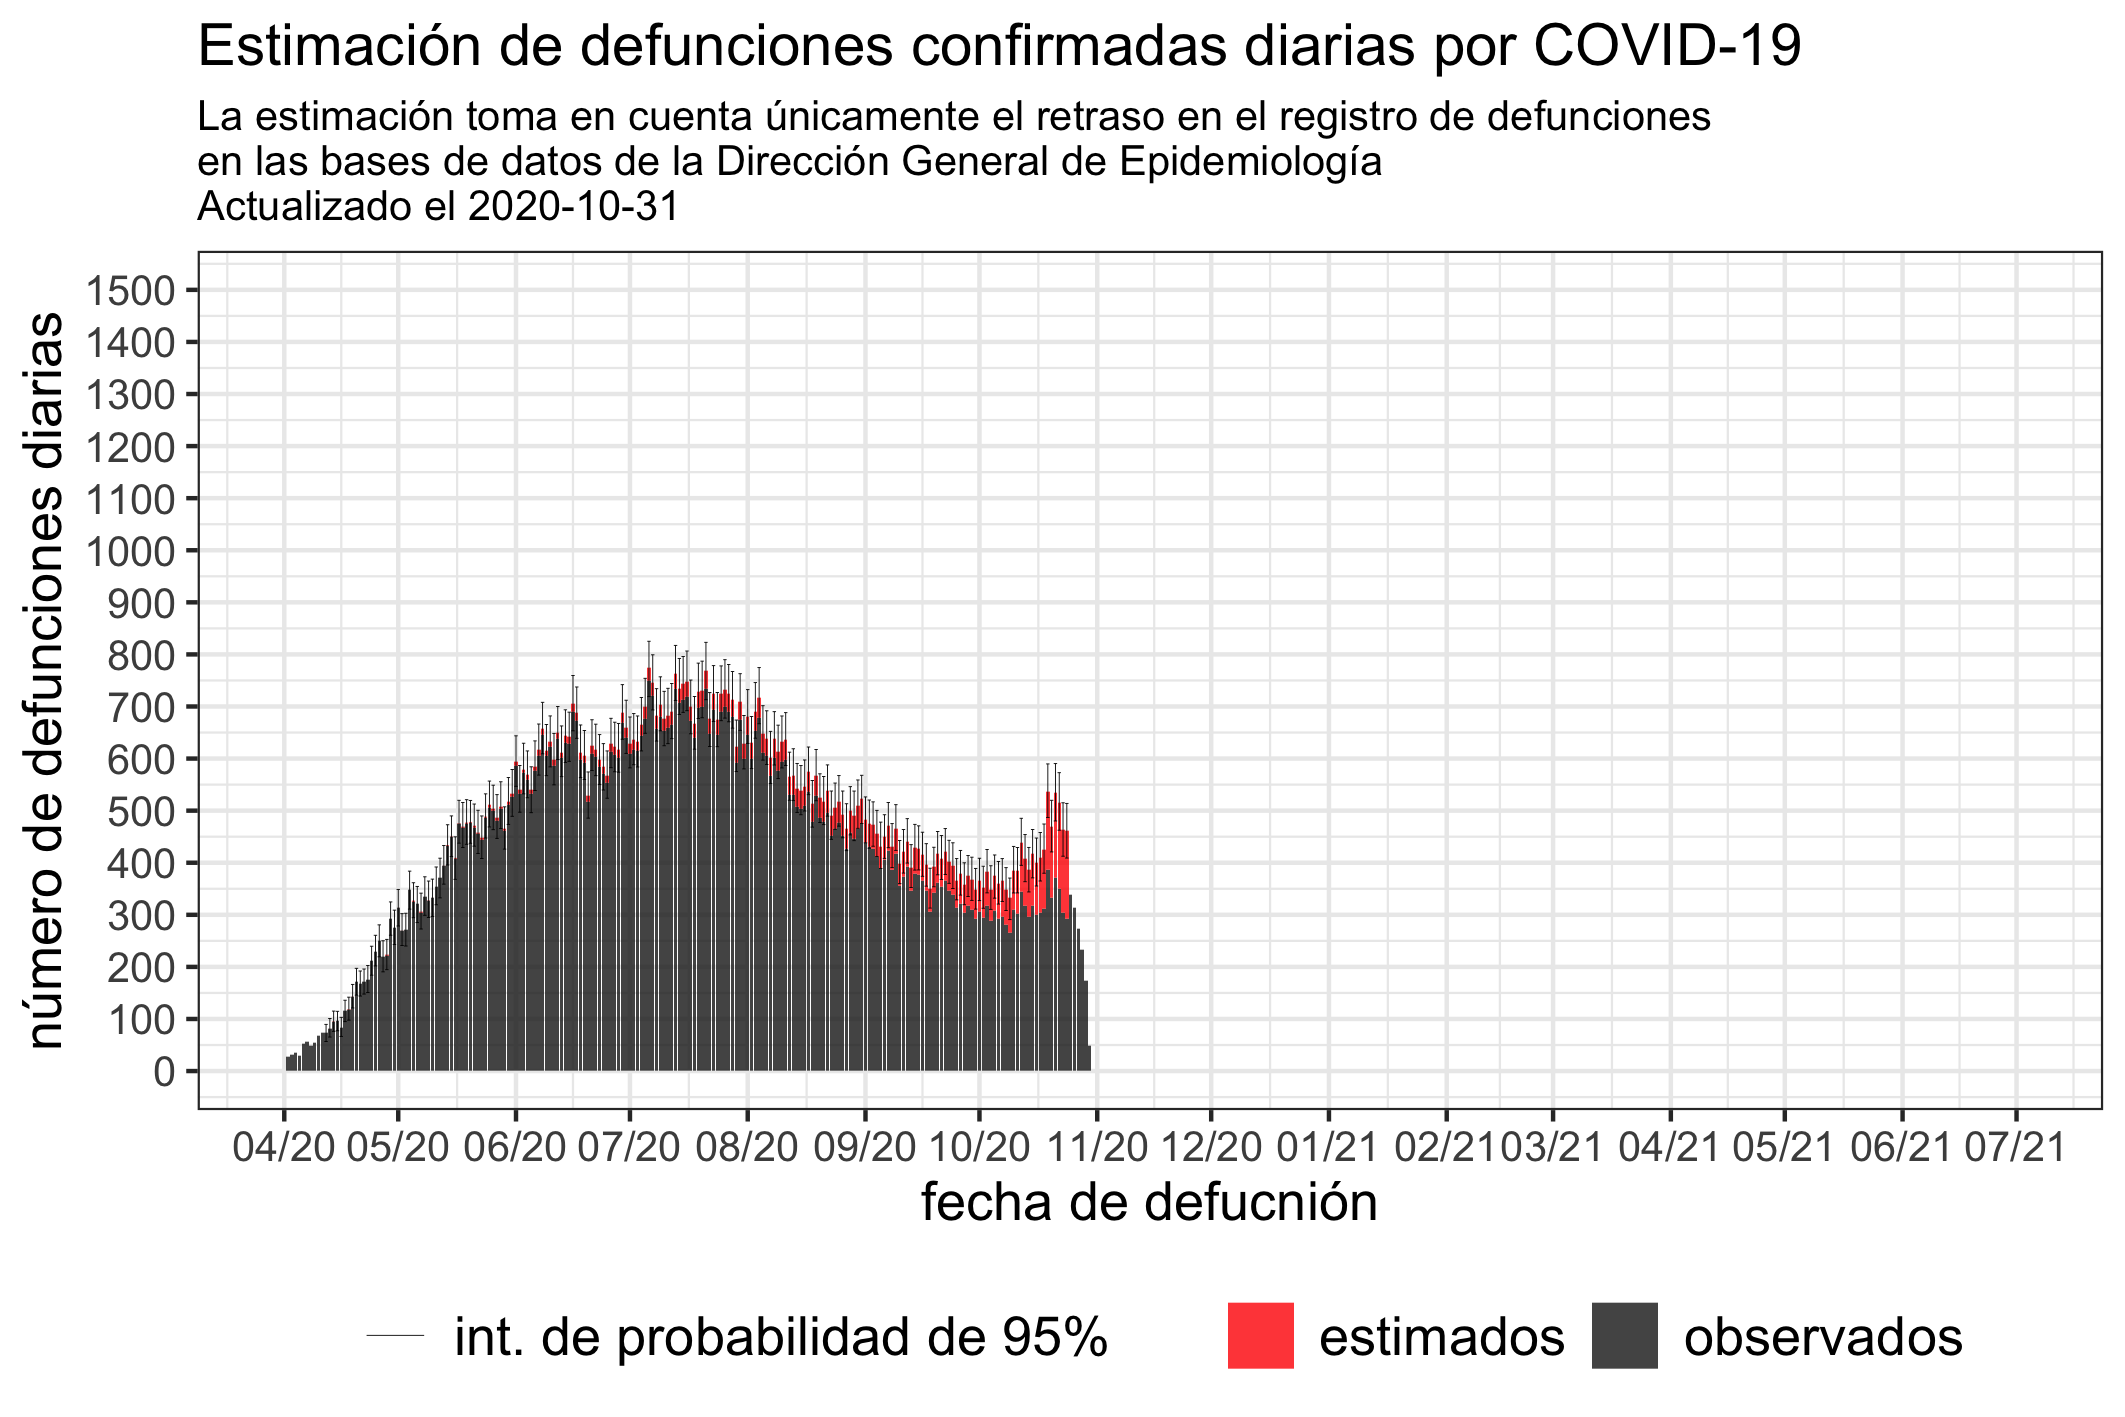 Estimación de defunciones confirmadas diarias por COVID-19
La estimación toma en cuenta únicamente el retraso en el registro de defunciones
en las bases de datos de la Dirección General de Epidemiología
Actualizado el 2020-10-31
número de defunciones diarias
1500
1400
1300
1200
1100
1000
900
800
700
600
500
400
300
200
100
0
04/20 05/20 06/20 07/20 08/20 09/20 10/20 11/20 12/20 01/21 02/21 03/21 04/21 05/21 06/21 07/21
fecha de defucnión
int. de probabilidad de 95% estimados observados